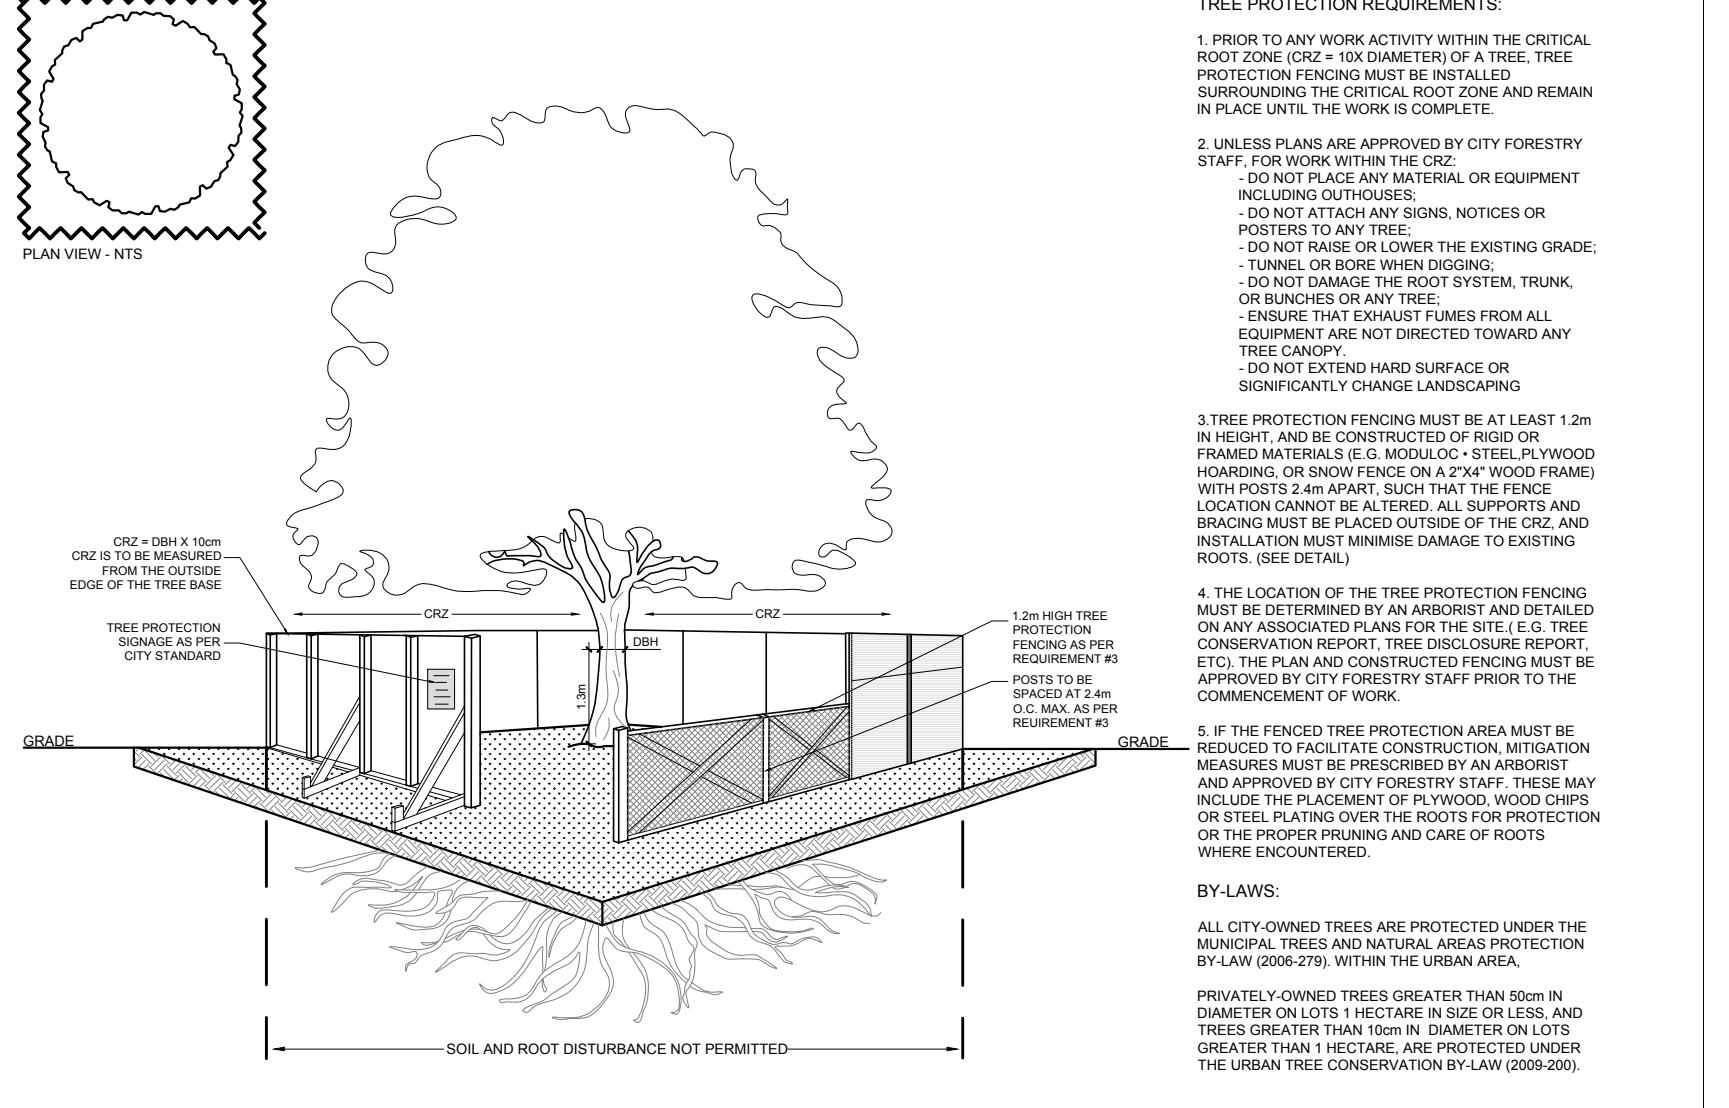 PLAN VIEW - NTS
CRZ = DBH X 10cm
CRZ IS TO BE MEASURED
FROM THE OUTSIDE
EDGE OF THE TREE BASE
TREE PROTECTION
SIGNAGE AS PER
CITY STANDARD
CRZ
CRZ
DBH
1.3m
1.2m HIGH TREE
PROTECTION
FENCING AS PER
REQUIREMENT #3
POSTS TO BE
SPACED AT 2.4m
O.C. MAX. AS PER
REUIREMENT #3
GRADE
GRADE
SOIL AND ROOT DISTURBANCE NOT PERMITTED
TREE PROTECTION REQUIREMENTS:
1. PRIOR TO ANY WORK ACTIVITY WITHIN THE CRITICAL
ROOT ZONE (CRZ = 10X DIAMETER) OF A TREE, TREE
PROTECTION FENCING MUST BE INSTALLED
SURROUNDING THE CRITICAL ROOT ZONE AND REMAIN
IN PLACE UNTIL THE WORK IS COMPLETE.
2. UNLESS PLANS ARE APPROVED BY CITY FORESTRY
STAFF, FOR WORK WITHIN THE CRZ:
- DO NOT PLACE ANY MATERIAL OR EQUIPMENT
INCLUDING OUTHOUSES;
- DO NOT ATTACH ANY SIGNS, NOTICES OR
POSTERS TO ANY TREE;
- DO NOT RAISE OR LOWER THE EXISTING GRADE;
- TUNNEL OR BORE WHEN DIGGING;
- DO NOT DAMAGE THE ROOT SYSTEM, TRUNK,
OR BUNCHES OR ANY TREE;
- ENSURE THAT EXHAUST FUMES FROM ALL
EQUIPMENT ARE NOT DIRECTED TOWARD ANY
TREE CANOPY.
- DO NOT EXTEND HARD SURFACE OR
SIGNIFICANTLY CHANGE LANDSCAPING
3.TREE PROTECTION FENCING MUST BE AT LEAST 1.2m
IN HEIGHT, AND BE CONSTRUCTED OF RIGID OR
FRAMED MATERIALS (E.G. MODULOC • STEEL,PLYWOOD
HOARDING, OR SNOW FENCE ON A 2"X4" WOOD FRAME)
WITH POSTS 2.4m APART, SUCH THAT THE FENCE
LOCATION CANNOT BE ALTERED. ALL SUPPORTS AND
BRACING MUST BE PLACED OUTSIDE OF THE CRZ, AND
INSTALLATION MUST MINIMISE DAMAGE TO EXISTING
ROOTS. (SEE DETAIL)
4. THE LOCATION OF THE TREE PROTECTION FENCING
MUST BE DETERMINED BY AN ARBORIST AND DETAILED
ON ANY ASSOCIATED PLANS FOR THE SITE.( E.G. TREE
CONSERVATION REPORT, TREE DISCLOSURE REPORT,
ETC). THE PLAN AND CONSTRUCTED FENCING MUST BE
APPROVED BY CITY FORESTRY STAFF PRIOR TO THE
COMMENCEMENT OF WORK.
5. IF THE FENCED TREE PROTECTION AREA MUST BE
REDUCED TO FACILITATE CONSTRUCTION, MITIGATION
MEASURES MUST BE PRESCRIBED BY AN ARBORIST
AND APPROVED BY CITY FORESTRY STAFF. THESE MAY
INCLUDE THE PLACEMENT OF PLYWOOD, WOOD CHIPS
OR STEEL PLATING OVER THE ROOTS FOR PROTECTION
OR THE PROPER PRUNING AND CARE OF ROOTS
WHERE ENCOUNTERED.
BY-LAWS:
ALL CITY-OWNED TREES ARE PROTECTED UNDER THE
MUNICIPAL TREES AND NATURAL AREAS PROTECTION
BY-LAW (2006-279). WITHIN THE URBAN AREA,
PRIVATELY-OWNED TREES GREATER THAN 50cm IN
DIAMETER ON LOTS 1 HECTARE IN SIZE OR LESS, AND
TREES GREATER THAN 10cm IN DIAMETER ON LOTS
GREATER THAN 1 HECTARE, ARE PROTECTED UNDER
THE URBAN TREE CONSERVATION BY-LAW (2009-200).